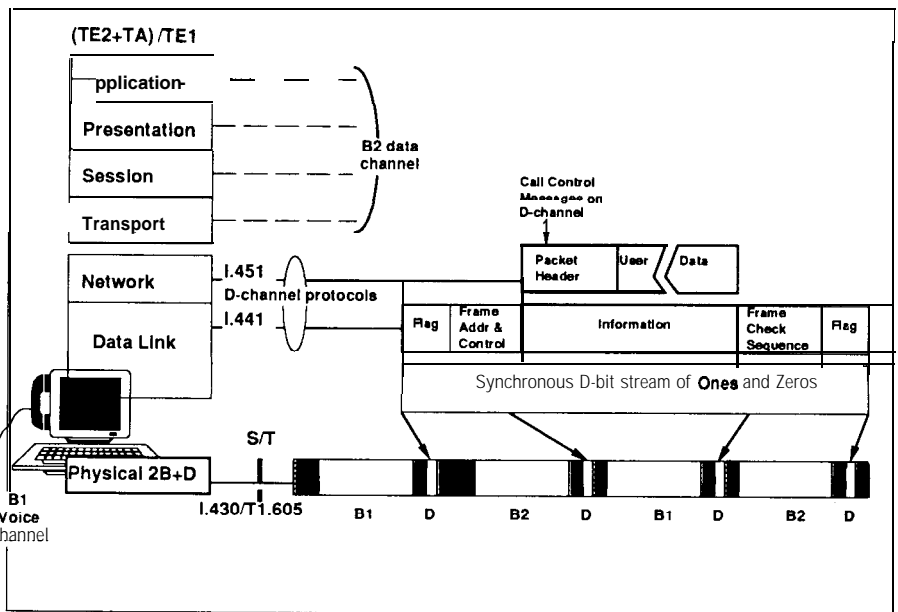 (TE2+TA) /TE1
pplication-
Presentation
Session
Transport
B2 data
channel
Call Control
Messages on
D-channel
Network
I.451
D-channel protocols
I.441
Data Link
Packet
Header
User
Data
Flag
Frame
Addr &
Control
Information
Frame
Check
Sequence
Flag
Synchronous D-bit stream of Ones and Zeros
S/T
Physical 2B+D
I.430/T1.605
B1
Voice
hannel
B1
D
B2
D
B1
D
B2
D